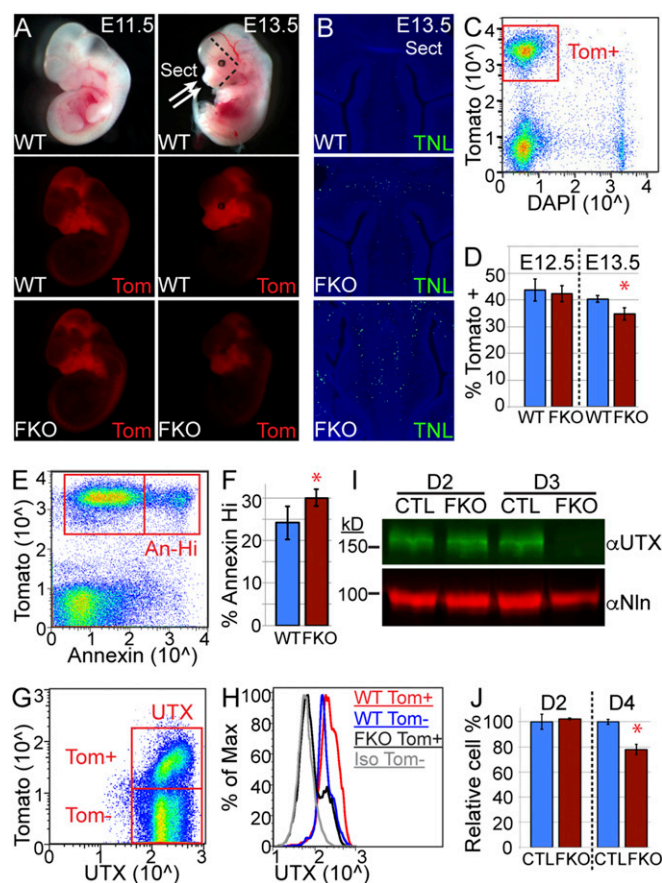 A
E11.5
E13.5
Sect
WT
WT
WT
Tom
WT
Tom
FKO
Tom
FKO
Tom
B
E13.5
Sect
WT
TNL
FKO
TNL
FKO
TNL
C
Tom+
Tomato (10^)
4
3
2
1
0
0 1 2 3 4
DAPI (10^)
D
E12.5 E13.5
*
% Tomato +
50
40
30
20
10
0
WT FKO WT FKO
E
Tomato (10^)
4
3
2
1
0
An-Hi
0 1 2 3 4
Annexin (10^)
F
*
% Annexin Hi
30
20
10
0
WT FKO
I
D2 D3
CTL FKO CTL FKO
kD
150
αUTX
100
αNln
G
UTX
Tomato (10^)
3
2
1
0
Tom+
Tom-
0 1 2 3
UTX (10^)
H
% of Max
100
80
60
40
20
0
WT Tom+
WT Tom-
FKO Tom+
Iso Tom-
1 2 3
UTX (10^)
J
D2 D4
*
Relative cell %
100
80
60
40
20
0
CTL FKO CTL FKO